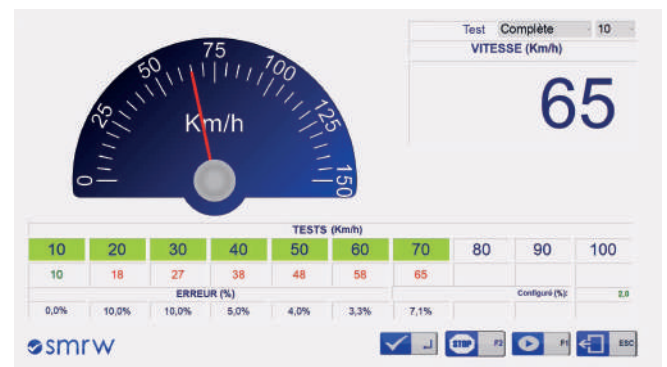 Test Complète 10
VITESSE (Km/h)
65
0 25 50 75 100 125 150
Km/h
TESTS (Km/h)
10 20 30 40 50 60 70 80 90 100
10 18 27 38 48 58 65
ERREUR (%) Configuré (%): 2,0
0,0% 10,0% 10,0% 5,0% 4,0% 3,3% 7,1%
smrw
STOP F2 F1 ESC